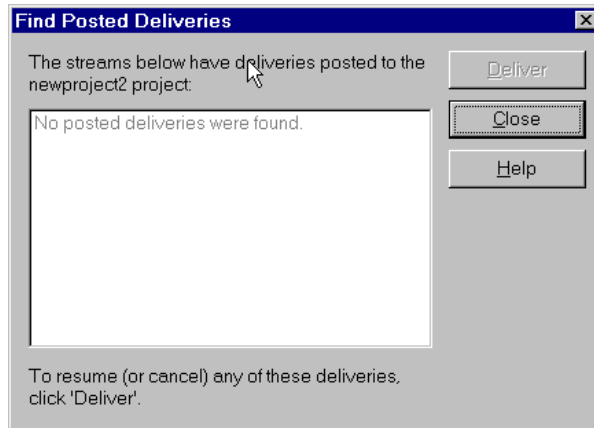 Find Posted Deliveries
The streams below have deliveries posted to the
newproject2 project:
No posted deliveries were found.
Deliver
Close
Help
To resume (or cancel) any of these deliveries,
click 'Deliver'.